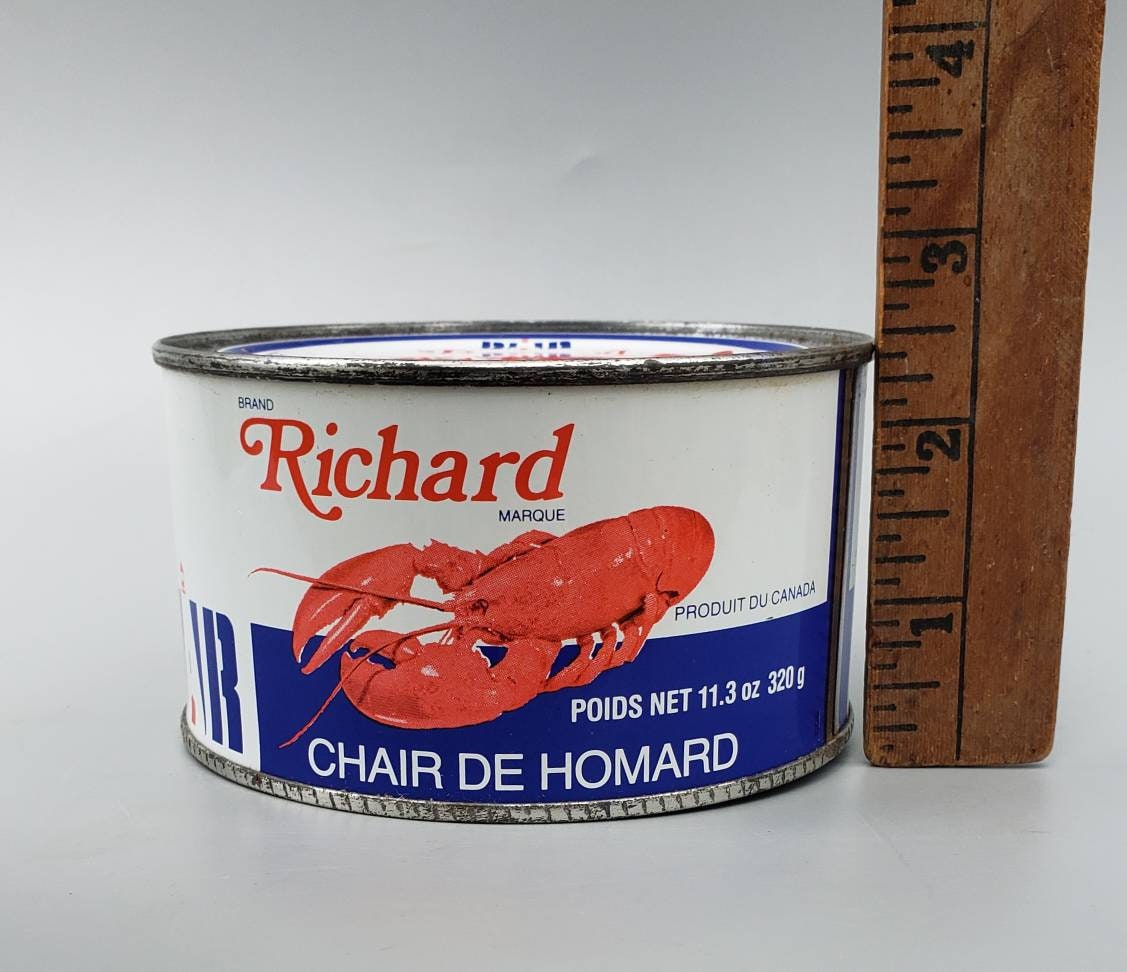 BRAND
Richard
MARQUE
PRODUIT DU CANADA
POIDS NET 11.3 oz 320 g
CHAIR DE HOMARD
4
3
2
1